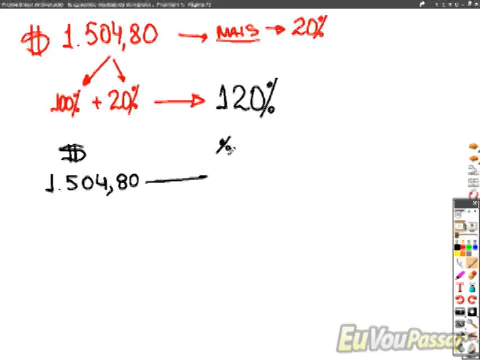 $ 1.504,80 → MAIS → 20%
100% + 20% → 120%
$ %
1.504,80
EuVouPassar